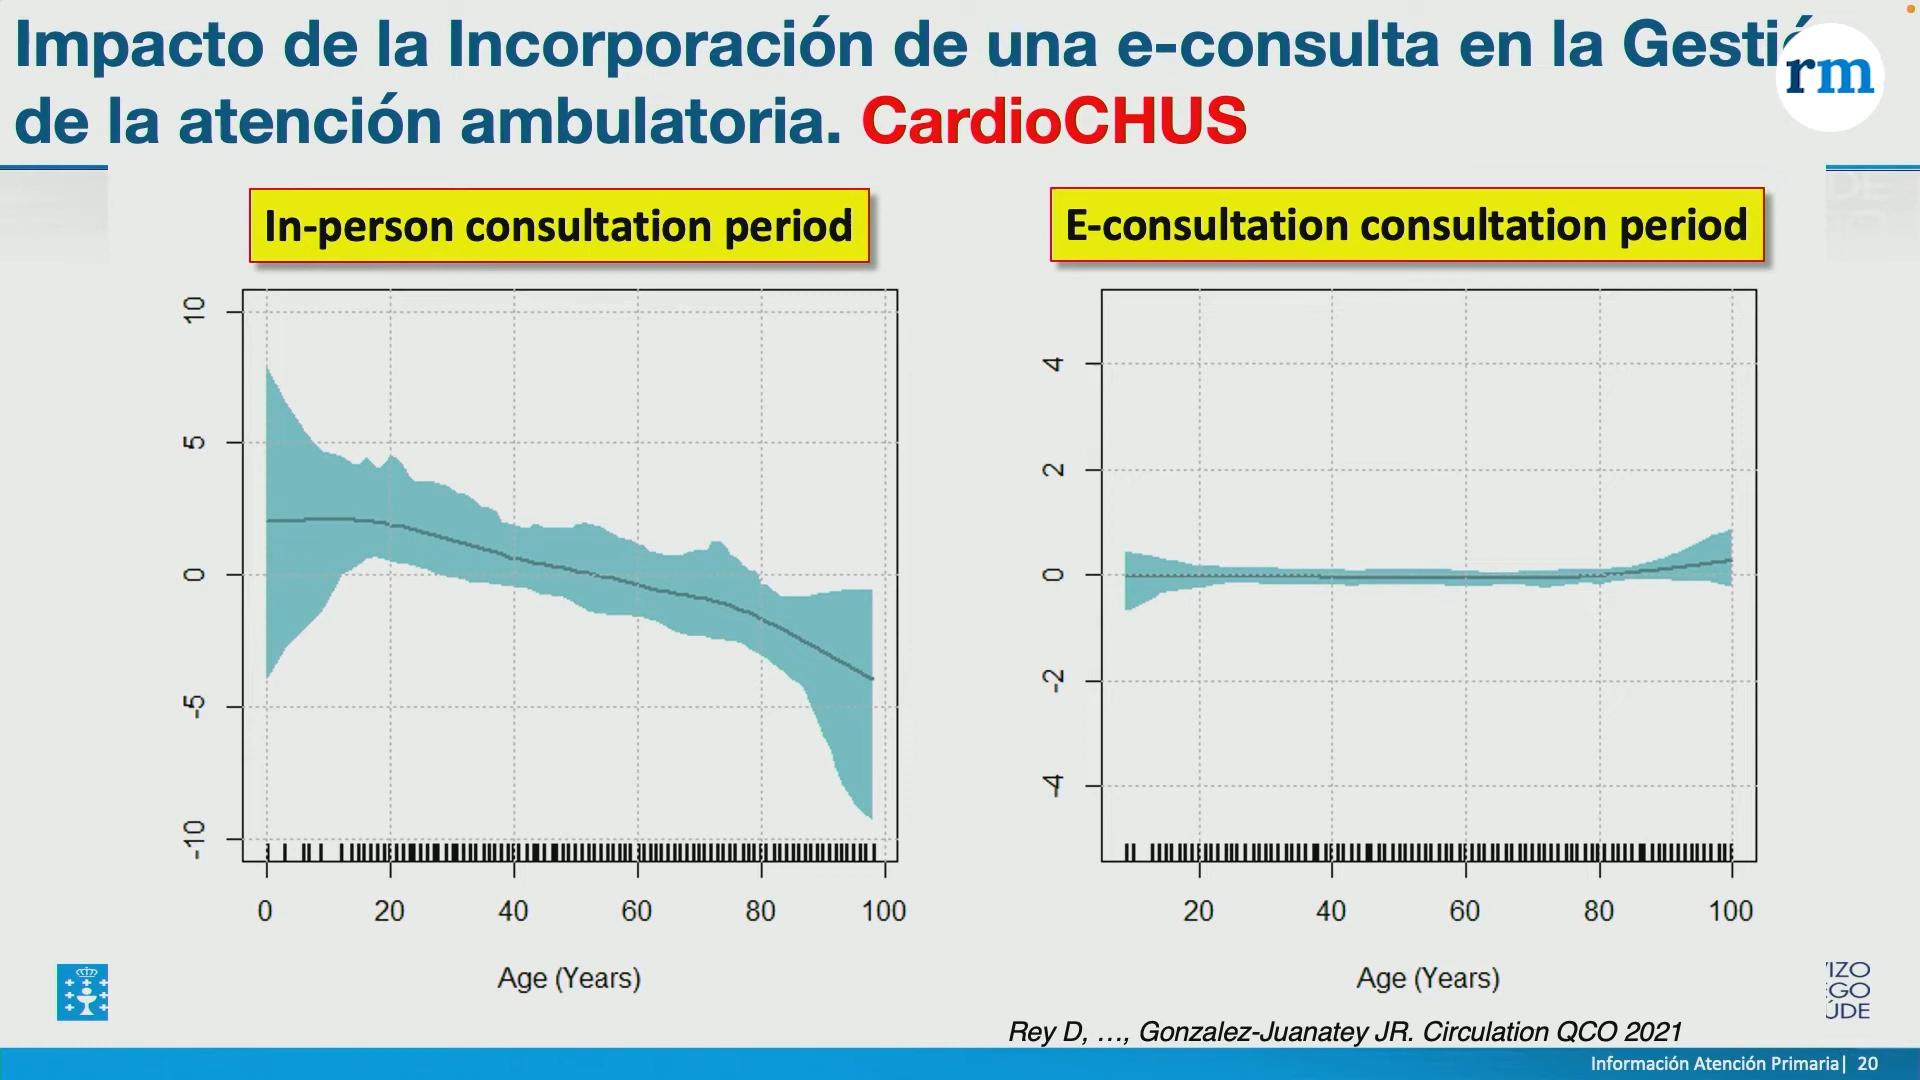 Impacto de la Incorporación de una e-consulta en la
de la atención ambulatoria. CardioCHUS
rm
In-person consultation period
E-consultation consultation period
10
5
0
-5
-10
0 20 40 60 80 100
Age (Years)
4
2
0
-2
-4
20 40 60 80 100
Age (Years)
Rey D, ..., Gonzalez-Juanatey JR. Circulation QCO 2021
Información Atención Primaria| 20